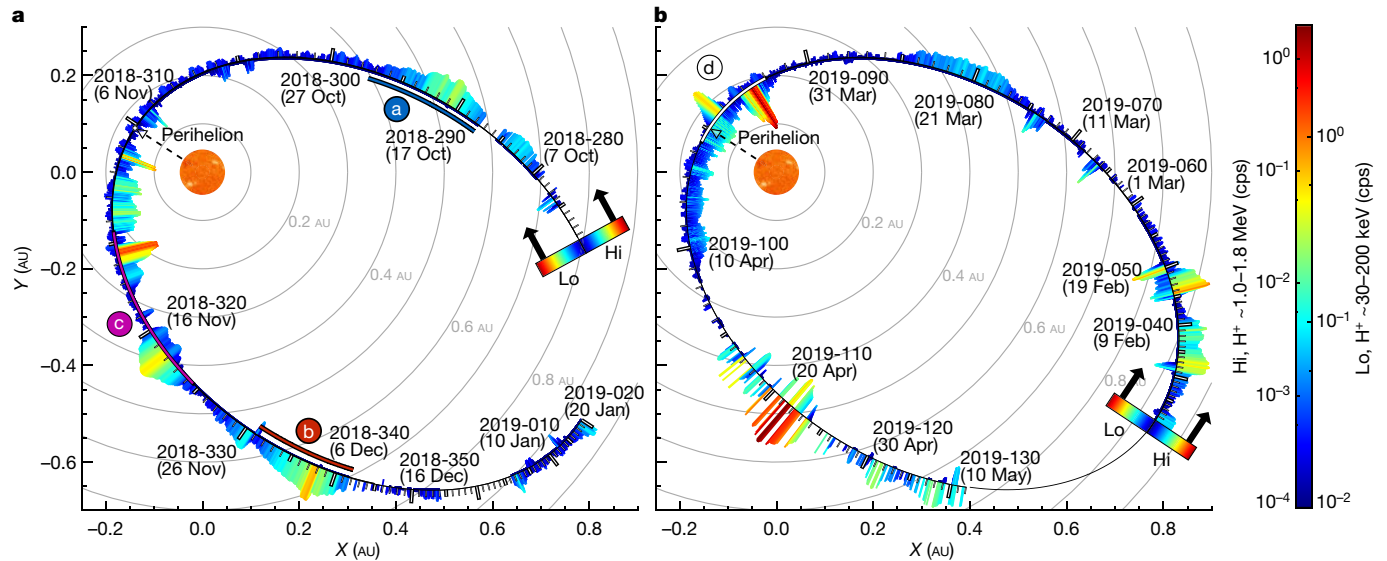 a
2018-310
(6 Nov)
2018-300
(27 Oct)
a
2018-290
(17 Oct)
2018-280
(7 Oct)
Perihelion
0.2 AU
0.4 AU
0.6 AU
0.8 AU
Lo
Hi
c
2018-320
(16 Nov)
2018-330
(26 Nov)
b
2018-340
(6 Dec)
2018-350
(16 Dec)
2019-010
(10 Jan)
2019-020
(20 Jan)
0.2
0.0
−0.2
−0.4
−0.6
Y (AU)
−0.2
0.0
0.2
0.4
0.6
0.8
X (AU)
b
d
2019-090
(31 Mar)
2019-080
(21 Mar)
2019-070
(11 Mar)
2019-060
(1 Mar)
Perihelion
0.2 AU
0.4 AU
0.6 AU
0.8 AU
2019-100
(10 Apr)
2019-050
(19 Feb)
2019-040
(9 Feb)
Lo
Hi
2019-110
(20 Apr)
2019-120
(30 Apr)
2019-130
(10 May)
−0.2
0.0
0.2
0.4
0.6
0.8
X (AU)
Hi, H+ ~1.0–1.8 MeV (cps)
10^0
10^−1
10^−2
10^−3
10^−4
10^0
10^−1
10^−2
Lo, H+ ~30–200 keV (cps)